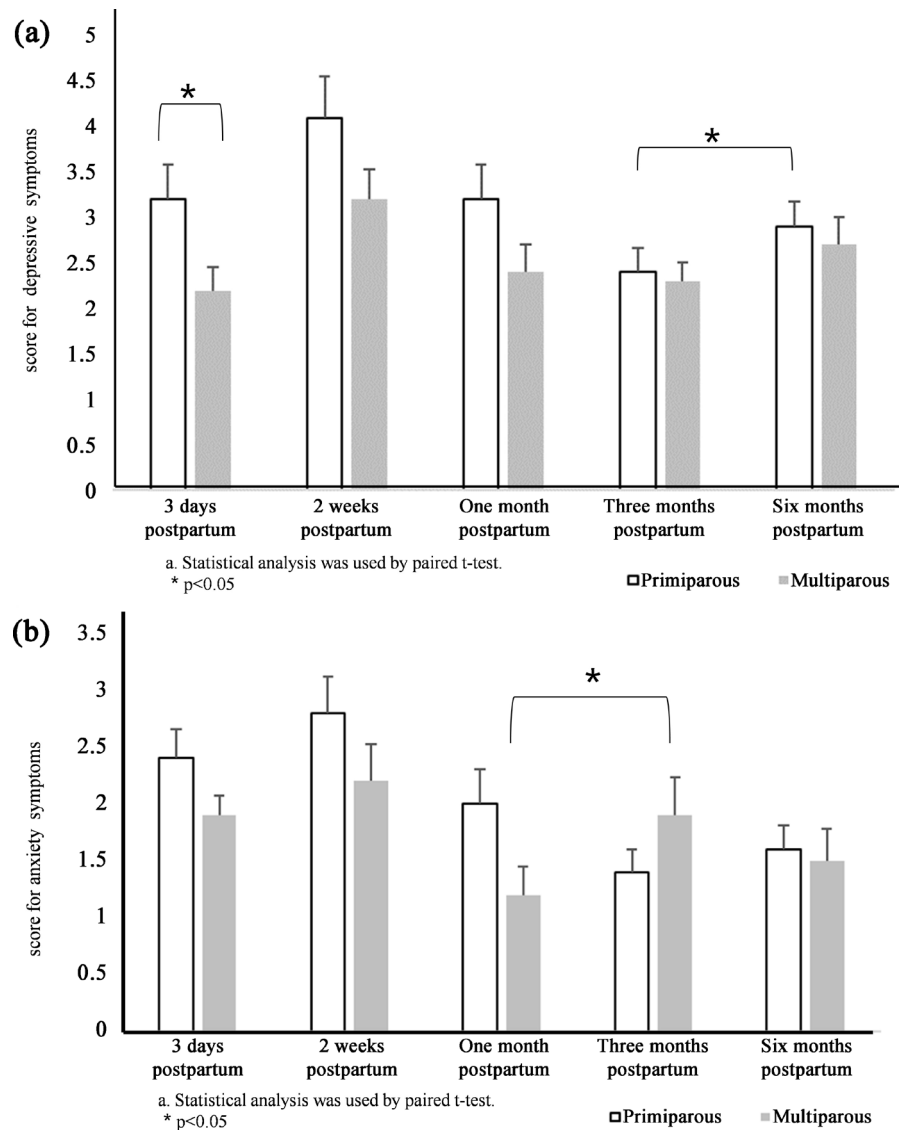 (a)
score for depressive symptoms
5
4.5
4
3.5
3
2.5
2
1.5
1
0.5
0
*
*
3 days
postpartum
2 weeks
postpartum
One month
postpartum
Three months
postpartum
Six months
postpartum
a. Statistical analysis was used by paired t-test.
* p<0.05
Primiparous
Multiparous
(b)
score for anxiety symptoms
3.5
3
2.5
2
1.5
1
0.5
0
*
3 days
postpartum
2 weeks
postpartum
One month
postpartum
Three months
postpartum
Six months
postpartum
a. Statistical analysis was used by paired t-test.
* p<0.05
Primiparous
Multiparous